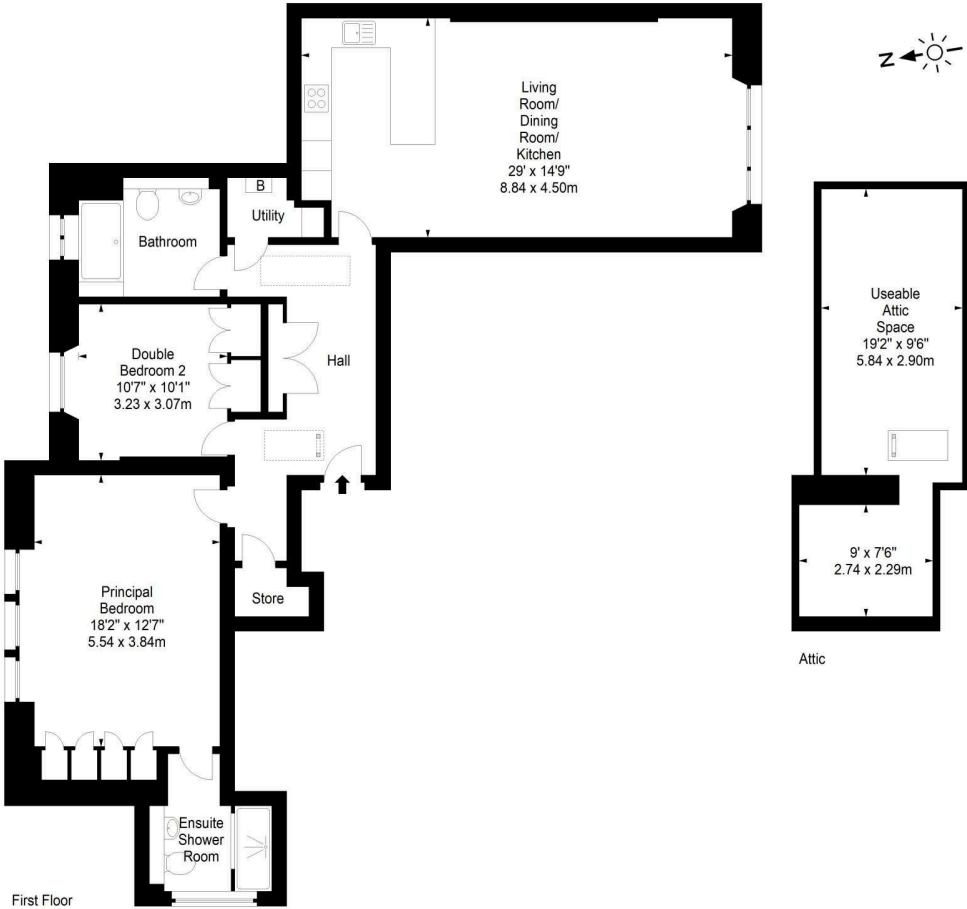 Living
Room/
Dining
Room/
Kitchen
29' x 14'9"
8.84 x 4.50m
N
B
Utility
Bathroom
Double
Bedroom 2
10'7" x 10'1"
3.23 x 3.07m
Hall
Useable
Attic
Space
19'2" x 9'6"
5.84 x 2.90m
Principal
Bedroom
18'2" x 12'7"
5.54 x 3.84m
Store
9' x 7'6"
2.74 x 2.29m
Attic
Ensuite
Shower
Room
First Floor